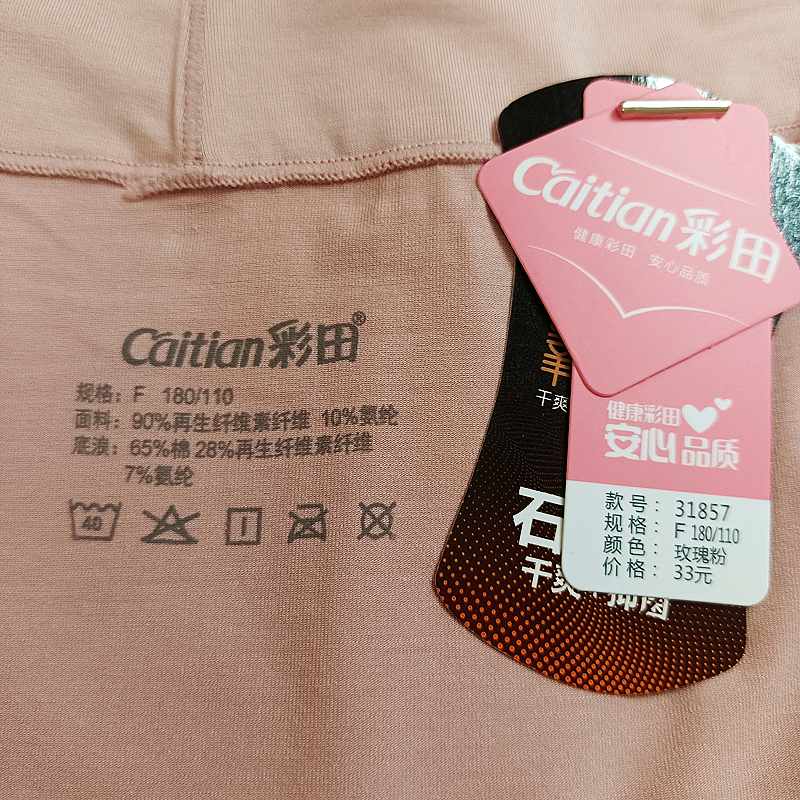 Caitian彩田
健康彩田 安心品质
Caitian彩田®
规格：F 180/110
面料：90%再生纤维素纤维 10%氨纶
底浪：65%棉 28%再生纤维素纤维
7%氨纶
40
健康彩田
安心品质
款号：31857
规格：F 180/110
颜色：玫瑰粉
价格：33元
干爽
石
干爽
抑菌